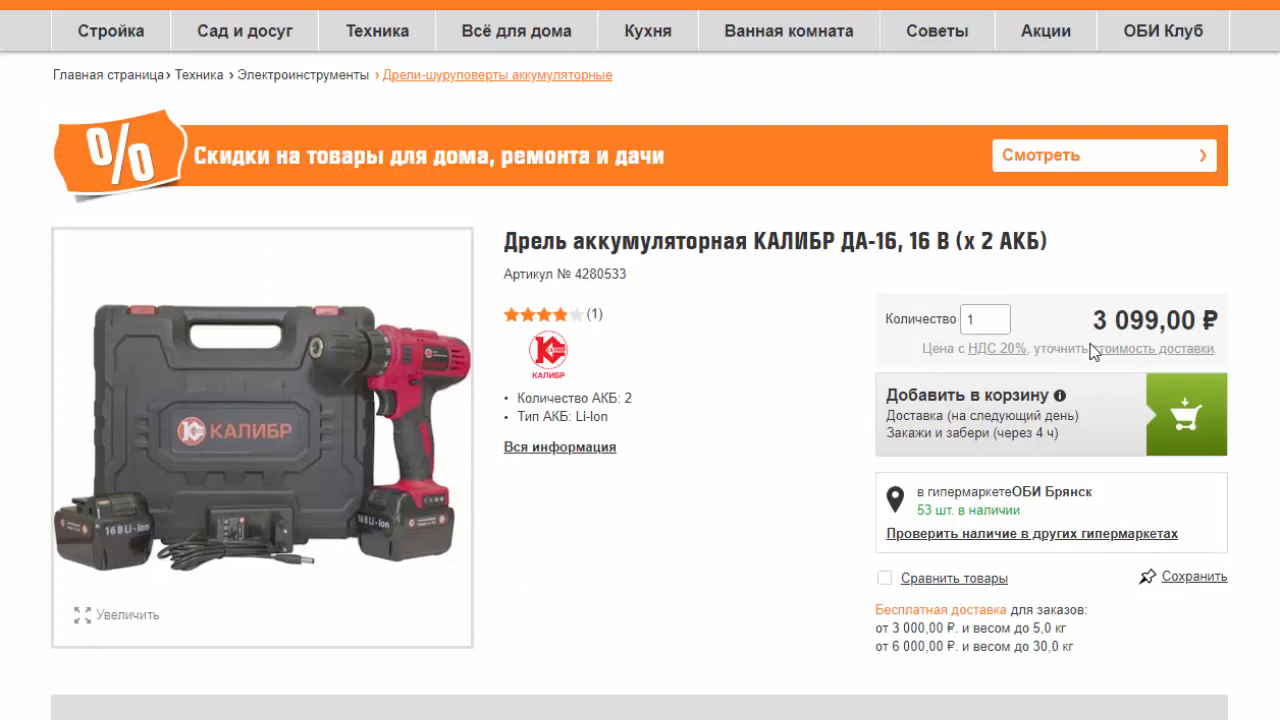 Стройка
Сад и досуг
Техника
Всё для дома
Кухня
Ванная комната
Советы
Акции
ОБИ Клуб
Главная страница› Техника › Электроинструменты › Дрели-шуруповерты аккумуляторные
%
Скидки на товары для дома, ремонта и дачи
Смотреть ›
Дрель аккумуляторная КАЛИБР ДА-16, 16 В (х 2 АКБ)
Артикул № 4280533
(1)
КАЛИБР
• Количество АКБ: 2
• Тип АКБ: Li-Ion
Вся информация
КАЛИБР
16В Li-Ion
Увеличить
Количество 1
3 099,00 ₽
Цена с НДС 20%, уточнить стоимость доставки.
Добавить в корзину
Доставка (на следующий день)
Закажи и забери (через 4 ч)
в гипермаркетеОБИ Брянск
53 шт. в наличии
Проверить наличие в других гипермаркетах
Сравнить товары
Сохранить
Бесплатная доставка для заказов:
от 3 000,00 ₽. и весом до 5,0 кг
от 6 000,00 ₽. и весом до 30,0 кг